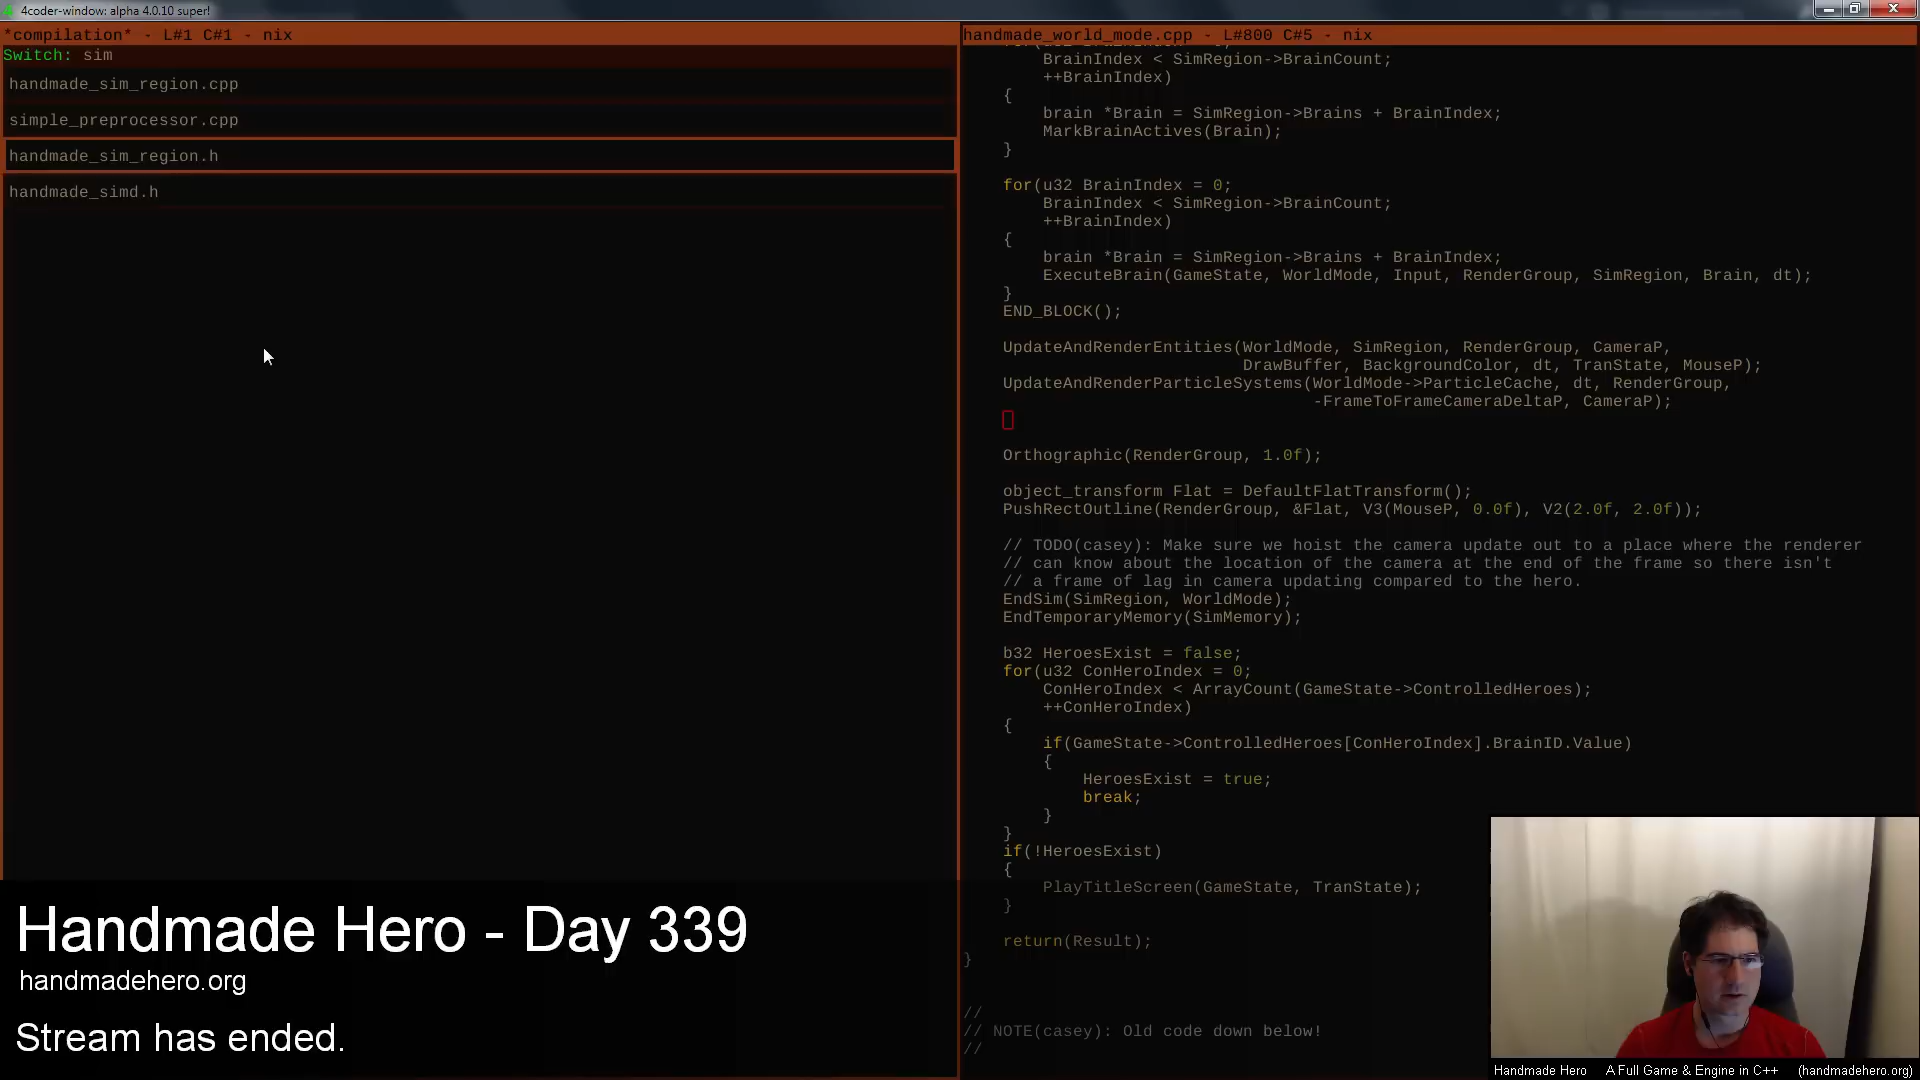 4coder-window: alpha 4.0.10 super!
*compilation* - L#1 C#1 - nix
Switch: sim
handmade_sim_region.cpp
simple_preprocessor.cpp
handmade_sim_region.h
handmade_simd.h
handmade_world_mode.cpp - L#800 C#5 - nix
BrainIndex < SimRegion->BrainCount;
++BrainIndex)
{
brain *Brain = SimRegion->Brains + BrainIndex;
MarkBrainActives(Brain);
}
for(u32 BrainIndex = 0;
BrainIndex < SimRegion->BrainCount;
++BrainIndex)
{
brain *Brain = SimRegion->Brains + BrainIndex;
ExecuteBrain(GameState, WorldMode, Input, RenderGroup, SimRegion, Brain, dt);
}
END_BLOCK();
UpdateAndRenderEntities(WorldMode, SimRegion, RenderGroup, CameraP,
DrawBuffer, BackgroundColor, dt, TranState, MouseP);
UpdateAndRenderParticleSystems(WorldMode->ParticleCache, dt, RenderGroup,
-FrameToFrameCameraDeltaP, CameraP);
Orthographic(RenderGroup, 1.0f);
object_transform Flat = DefaultFlatTransform();
PushRectOutline(RenderGroup, &Flat, V3(MouseP, 0.0f), V2(2.0f, 2.0f));
// TODO(casey): Make sure we hoist the camera update out to a place where the renderer
// can know about the location of the camera at the end of the frame so there isn't
// a frame of lag in camera updating compared to the hero.
EndSim(SimRegion, WorldMode);
EndTemporaryMemory(SimMemory);
b32 HeroesExist = false;
for(u32 ConHeroIndex = 0;
ConHeroIndex < ArrayCount(GameState->ControlledHeroes);
++ConHeroIndex)
{
if(GameState->ControlledHeroes[ConHeroIndex].BrainID.Value)
{
HeroesExist = true;
break;
}
}
if(!HeroesExist)
{
PlayTitleScreen(GameState, TranState);
}
return(Result);
}
//
// NOTE(casey): Old code down below!
//
Handmade Hero - Day 339
handmadehero.org
Stream has ended.
Handmade Hero A Full Game & Engine in C++ (handmadehero.org)